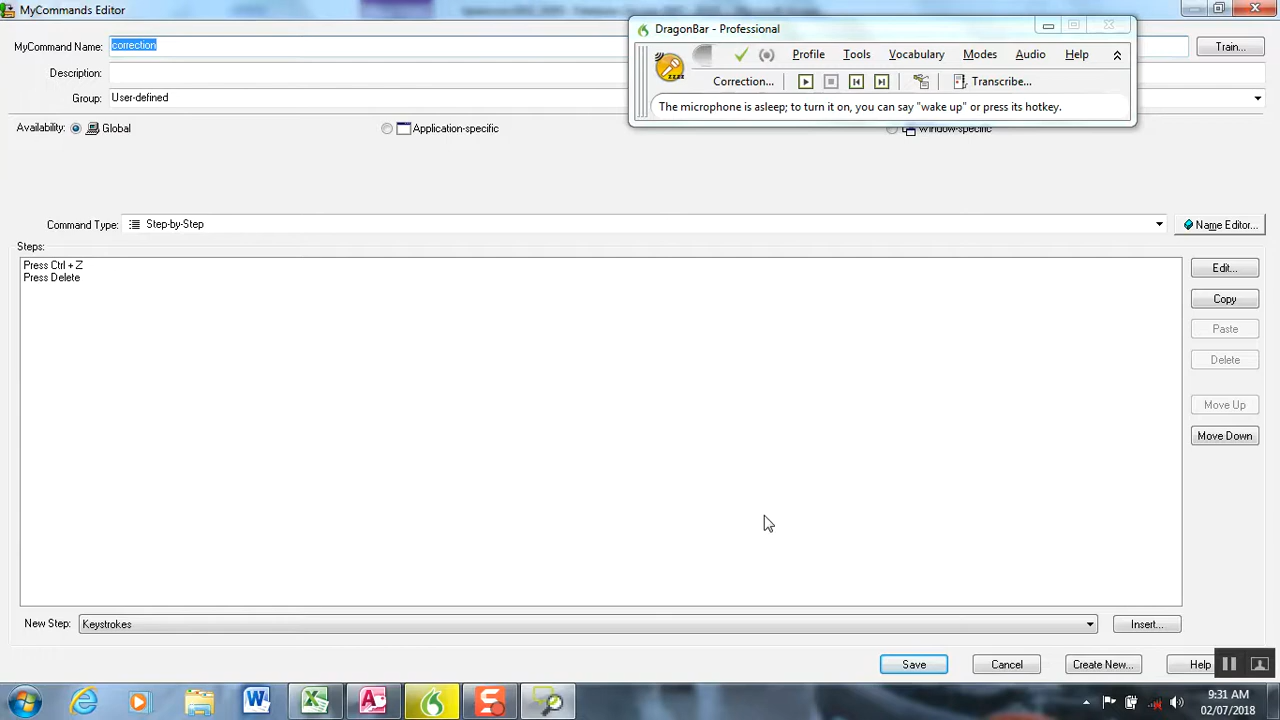 MyCommands Editor
MyCommand Name: correction
Train...
Description:
Group: User-defined
DragonBar - Professional
Profile Tools Vocabulary Modes Audio Help
zzzz
Correction... Transcribe...
The microphone is asleep; to turn it on, you can say "wake up" or press its hotkey.
Availability: Global Application-specific Window-specific
Command Type: Step-by-Step
Name Editor...
Steps:
Press Ctrl + Z
Press Delete
Edit...
Copy
Paste
Delete
Move Up
Move Down
New Step: Keystrokes
Insert...
Save Cancel Create New... Help
9:31 AM
02/07/2018